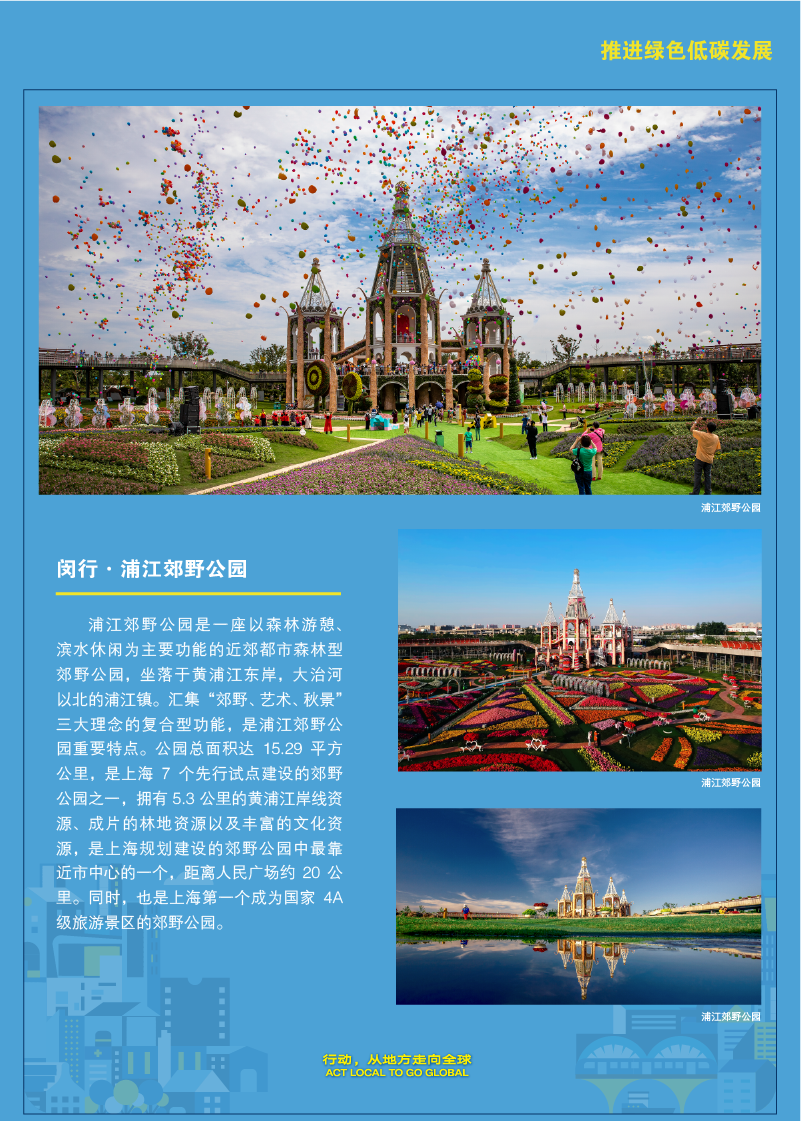 推进绿色低碳发展
浦江郊野公园
闵行·浦江郊野公园
浦江郊野公园是一座以森林游憩、
滨水休闲为主要功能的近郊都市森林型
郊野公园，坐落于黄浦江东岸，大治河
以北的浦江镇。汇集“郊野、艺术、秋景”
三大理念的复合型功能，是浦江郊野公
园重要特点。公园总面积达 15.29 平方
公里，是上海 7 个先行试点建设的郊野
公园之一，拥有 5.3 公里的黄浦江岸线资
源、成片的林地资源以及丰富的文化资
源，是上海规划建设的郊野公园中最靠
近市中心的一个，距离人民广场约 20 公
里。同时，也是上海第一个成为国家 4A
级旅游景区的郊野公园。
浦江郊野公园
浦江郊野公园
行动，从地方走向全球
ACT LOCAL TO GO GLOBAL